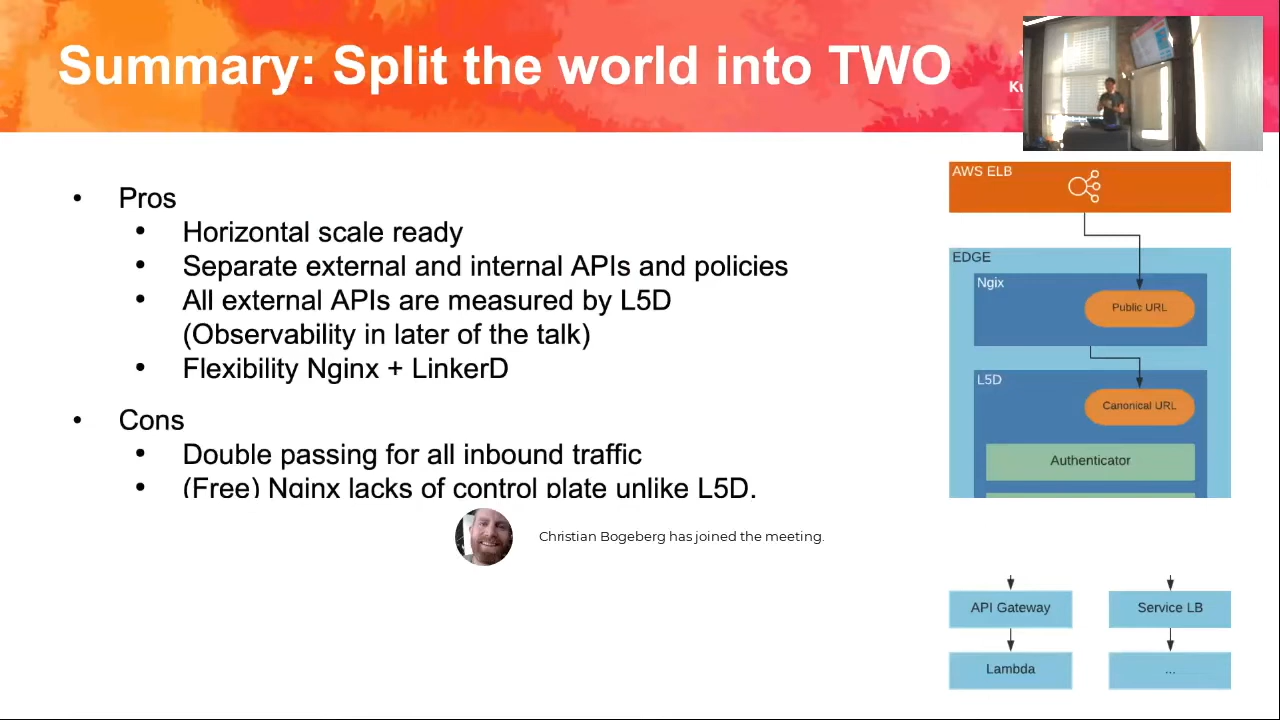 Summary: Split the world into TWO
Ku
• Pros
• Horizontal scale ready
• Separate external and internal APIs and policies
• All external APIs are measured by L5D
(Observability in later of the talk)
• Flexibility Nginx + LinkerD
• Cons
• Double passing for all inbound traffic
• (Free) Nginx lacks of control plate unlike L5D.
Christian Bogeberg has joined the meeting.
AWS ELB
EDGE
Ngix
Public URL
L5D
Canonical URL
Authenticator
API Gateway
Service LB
Lambda
...